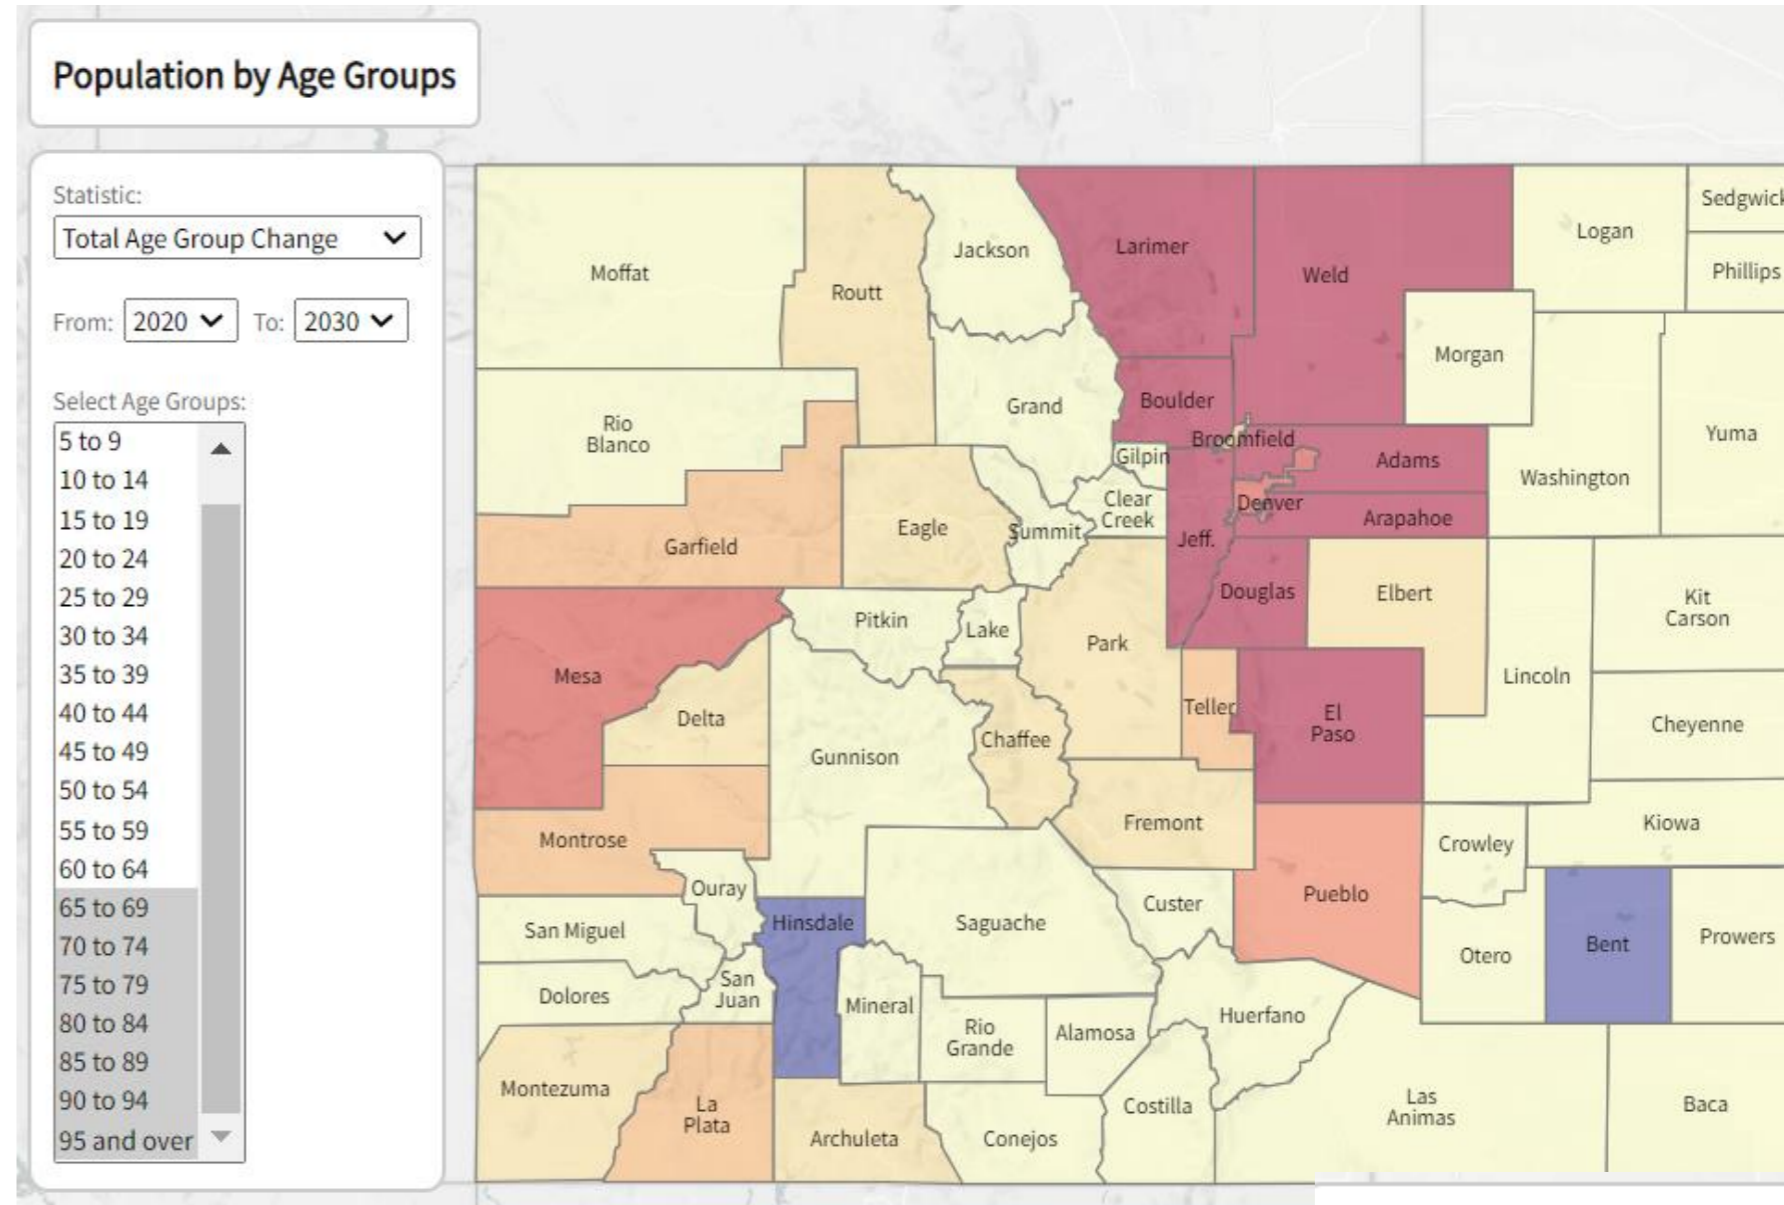 Population by Age Groups
Statistic:
Total Age Group Change
From: 2020 To: 2030
Select Age Groups:
5 to 9
10 to 14
15 to 19
20 to 24
25 to 29
30 to 34
35 to 39
40 to 44
45 to 49
50 to 54
55 to 59
60 to 64
65 to 69
70 to 74
75 to 79
80 to 84
85 to 89
90 to 94
95 and over
Moffat
Routt
Jackson
Larimer
Weld
Logan
Sedgwick
Phillips
Morgan
Rio
Blanco
Grand
Boulder
Broomfield
Gilpin
Adams
Yuma
Washington
Clear
Creek
Denver
Arapahoe
Garfield
Eagle
Summit
Jeff.
Douglas
Elbert
Kit
Carson
Pitkin
Lake
Park
Lincoln
Mesa
Delta
Gunnison
Chaffee
Teller
El
Paso
Cheyenne
Montrose
Fremont
Crowley
Kiowa
Ouray
Hinsdale
Saguache
Custer
Pueblo
San Miguel
Otero
Bent
Prowers
Dolores
San
Juan
Mineral
Rio
Grande
Alamosa
Huerfano
Montezuma
La
Plata
Archuleta
Conejos
Costilla
Las
Animas
Baca